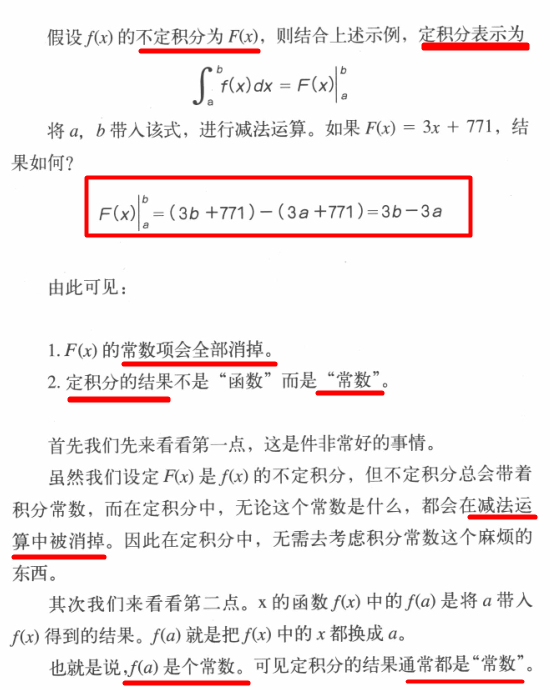 假设 f(x) 的不定积分为 F(x)，则结合上述示例，定积分表示为
∫_a^b f(x)dx = F(x)|_a^b
将 a，b 带入该式，进行减法运算。如果 F(x) = 3x + 771，结
果如何？
F(x)|_a^b =(3b +771)−(3a +771)=3b−3a
由此可见：
1. F(x) 的常数项会全部消掉。
2. 定积分的结果不是“函数”而是“常数”。
首先我们先来看看第一点，这是件非常好的事情。
虽然我们设定 F(x) 是 f(x) 的不定积分，但不定积分总会带着
积分常数，而在定积分中，无论这个常数是什么，都会在减法运
算中被消掉。因此在定积分中，无需去考虑积分常数这个麻烦的
东西。
其次我们来看看第二点。x 的函数 f(x) 中的 f(a) 是将 a 带入
f(x) 得到的结果。f(a) 就是把 f(x) 中的 x 都换成 a。
也就是说，f(a) 是个常数。可见定积分的结果通常都是“常数”。